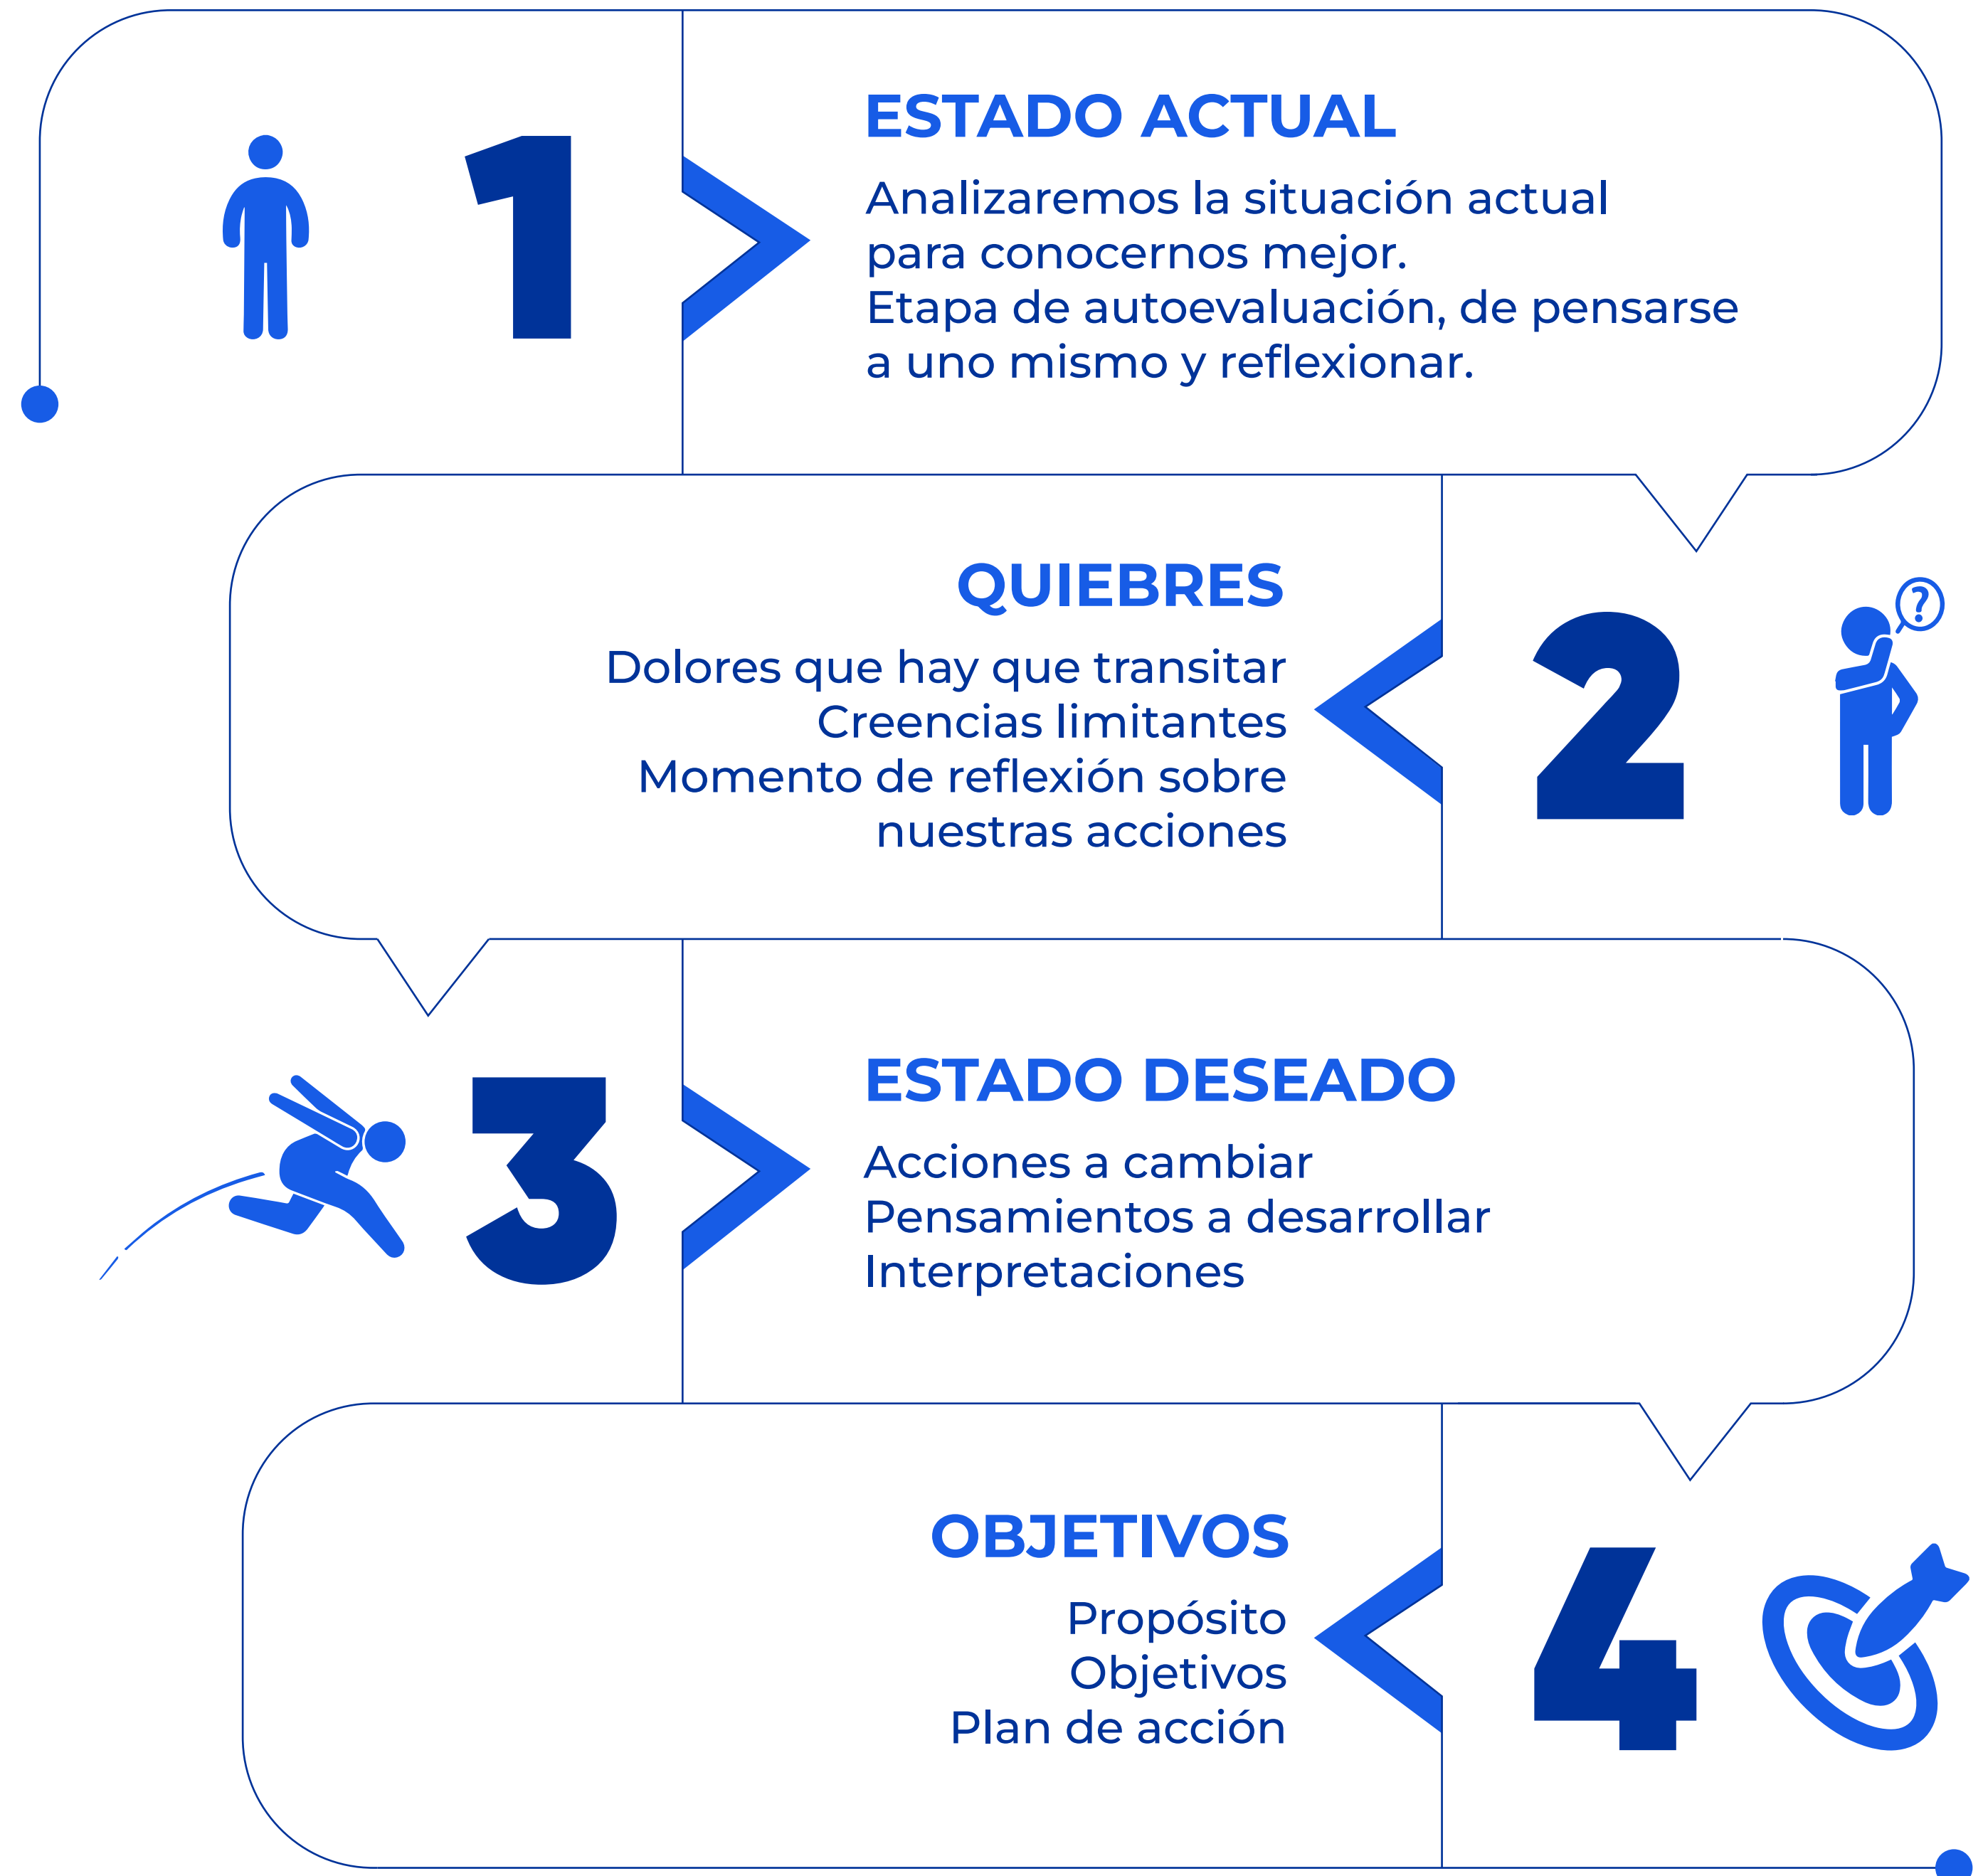 1
ESTADO ACTUAL
Analizaremos la situación actual
para conocernos mejor.
Etapa de autoevaluación, de pensarse
a uno mismo y reflexionar.
QUIEBRES
Dolores que hay que transitar
Creencias limitantes
Momento de reflexión sobre
nuestras acciones
2
?
3
ESTADO DESEADO
Acciones a cambiar
Pensamientos a desarrollar
Interpretaciones
OBJETIVOS
Propósito
Objetivos
Plan de acción
4